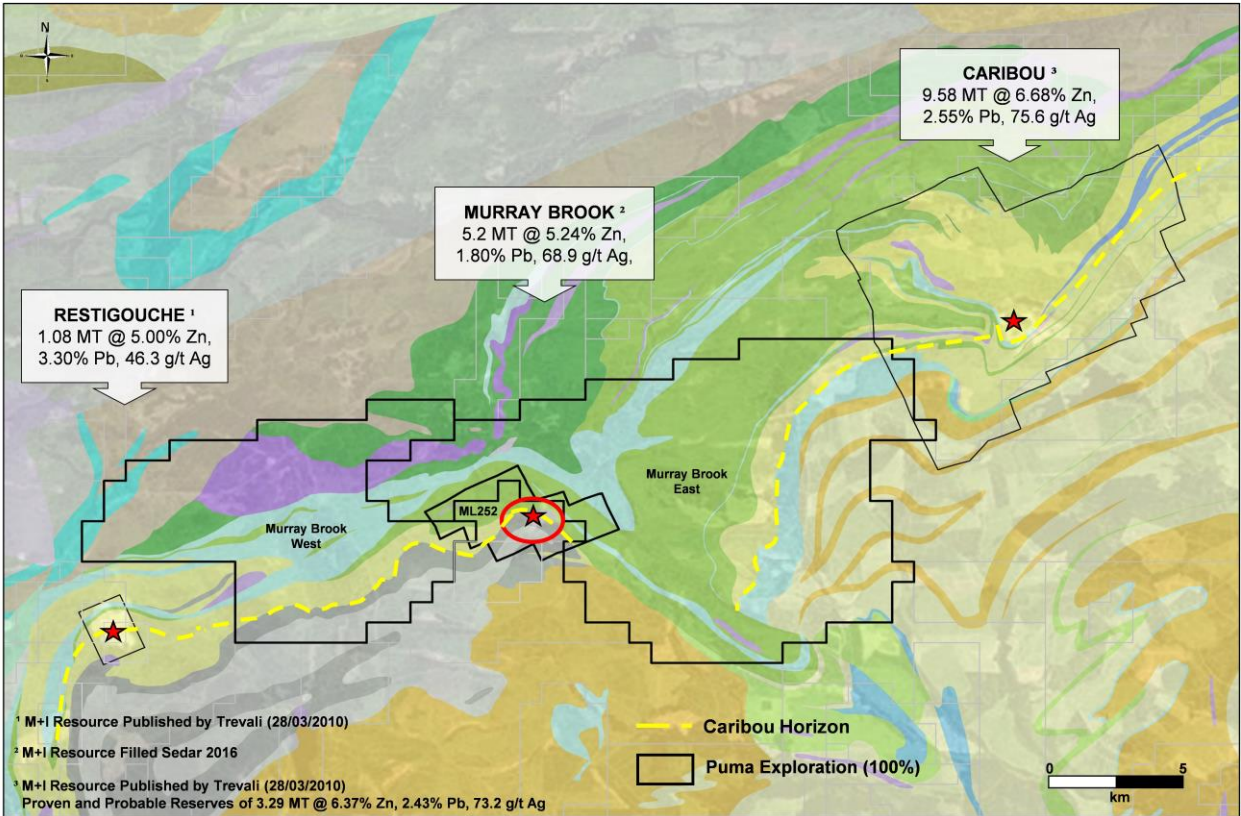 N
CARIBOU ³
9.58 MT @ 6.68% Zn,
2.55% Pb, 75.6 g/t Ag
MURRAY BROOK ²
5.2 MT @ 5.24% Zn,
1.80% Pb, 68.9 g/t Ag,
RESTIGOUCHE ¹
1.08 MT @ 5.00% Zn,
3.30% Pb, 46.3 g/t Ag
Murray Brook
East
ML252
Murray Brook
West
¹ M+I Resource Published by Trevali (28/03/2010)
² M+I Resource Filled Sedar 2016
³ M+I Resource Published by Trevali (28/03/2010)
Proven and Probable Reserves of 3.29 MT @ 6.37% Zn, 2.43% Pb, 73.2 g/t Ag
Caribou Horizon
Puma Exploration (100%)
0 5
km